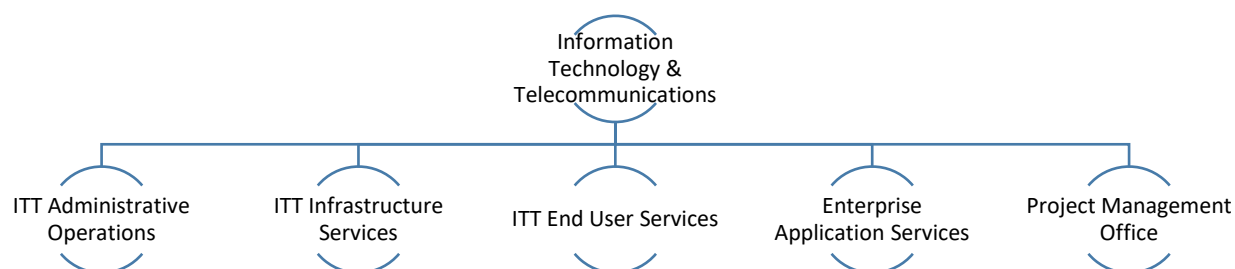 Information
Technology &
Telecommunications
ITT Administrative
Operations
ITT Infrastructure
Services
ITT End User Services
Enterprise
Application Services
Project Management
Office